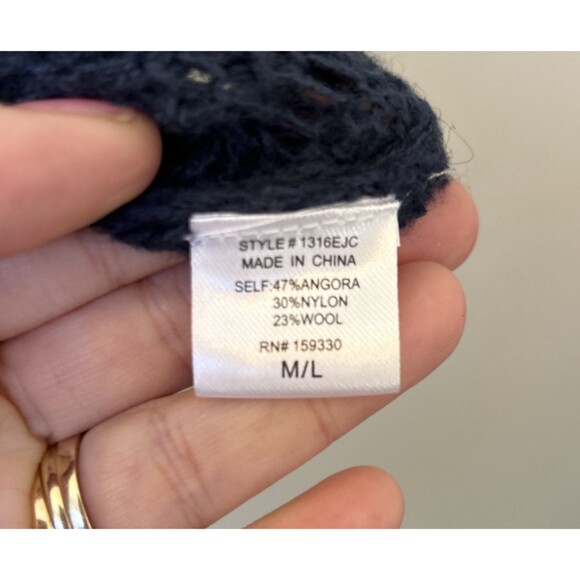 STYLE # 1316EJC
MADE IN CHINA
SELF:47%ANGORA
30%NYLON
23%WOOL
RN# 159330
M/L